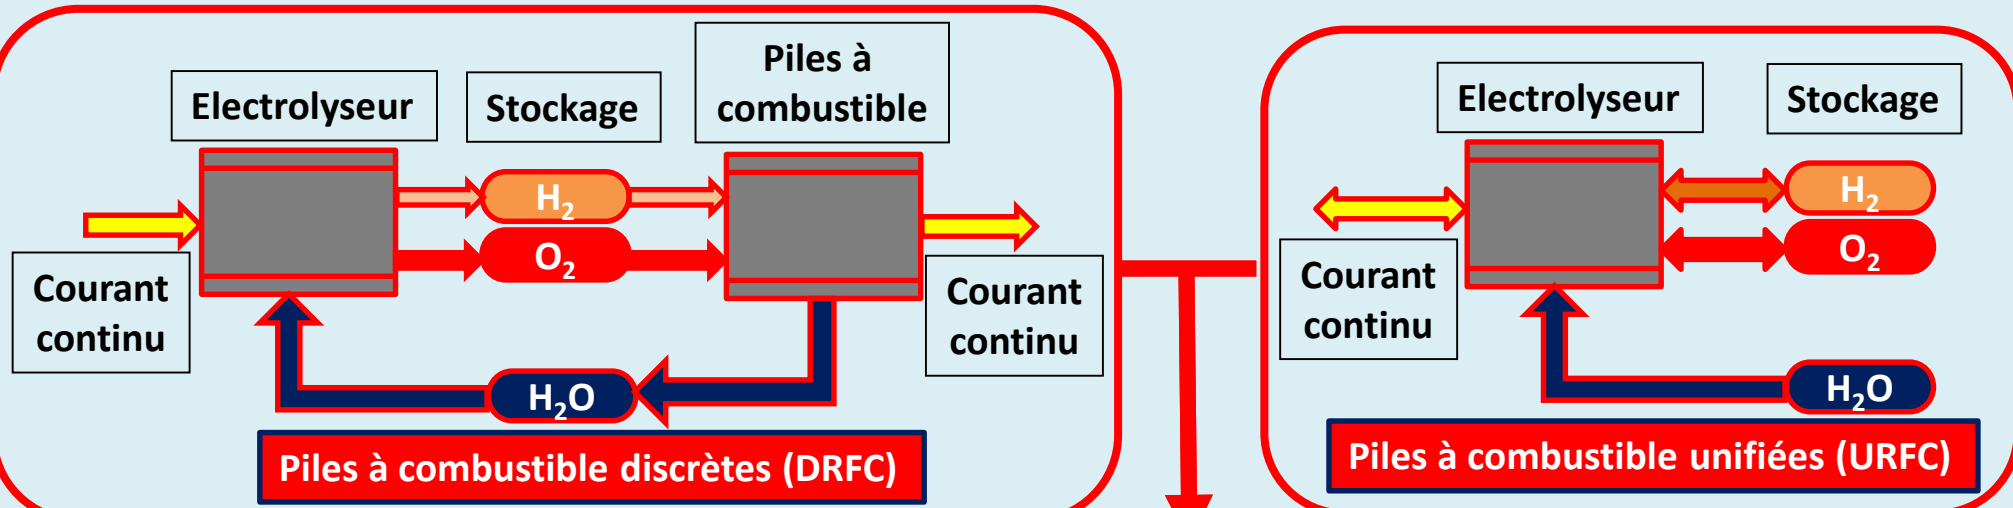 Electrolyseur
Stockage
Piles à
combustible
H2
O2
Courant
continu
Courant
continu
H2O
Piles à combustible discrètes (DRFC)
Electrolyseur
Stockage
H2
O2
Courant
continu
H2O
Piles à combustible unifiées (URFC)